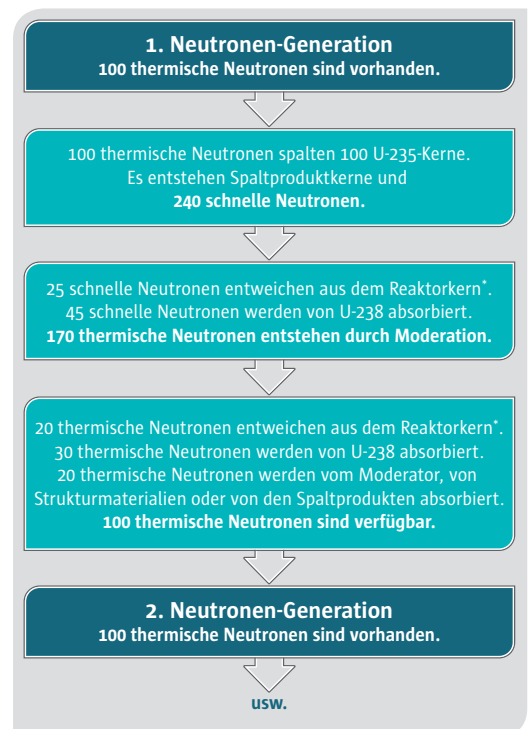 1. Neutronen-Generation
100 thermische Neutronen sind vorhanden.
100 thermische Neutronen spalten 100 U-235-Kerne.
Es entstehen Spaltproduktkerne und
240 schnelle Neutronen.
25 schnelle Neutronen entweichen aus dem Reaktorkern*.
45 schnelle Neutronen werden von U-238 absorbiert.
170 thermische Neutronen entstehen durch Moderation.
20 thermische Neutronen entweichen aus dem Reaktorkern*.
30 thermische Neutronen werden von U-238 absorbiert.
20 thermische Neutronen werden vom Moderator, von
Strukturmaterialien oder von den Spaltprodukten absorbiert.
100 thermische Neutronen sind verfügbar.
2. Neutronen-Generation
100 thermische Neutronen sind vorhanden.
usw.